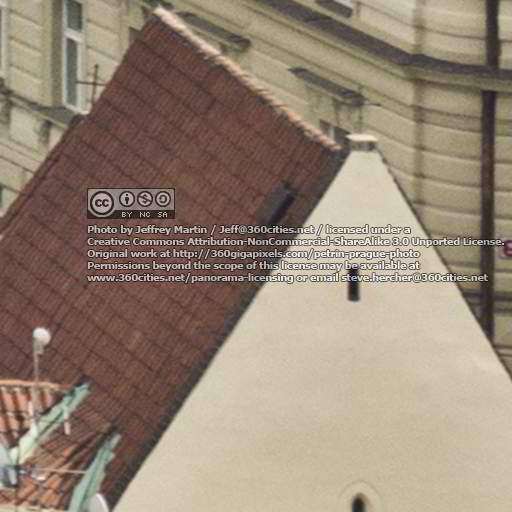 cc
BY NC SA
Photo by Jeffrey Martin / Jeff@360cities.net / licensed under a
Creative Commons Attribution-NonCommercial-ShareAlike 3.0 Unported License.
Original work at http://360gigapixels.com/petrin-prague-photo
Permissions beyond the scope of this license may be available at
www.360cities.net/panorama-licensing or email steve.hercher@360cities.net